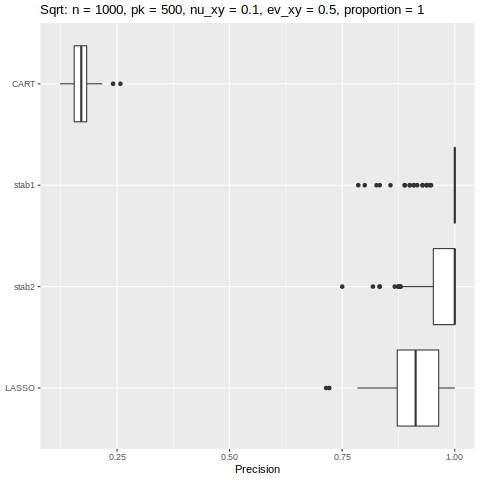 Sqrt: n = 1000, pk = 500, nu_xy = 0.1, ev_xy = 0.5, proportion = 1
CART
stab1
stab2
LASSO
0.25 0.50 0.75 1.00
Precision